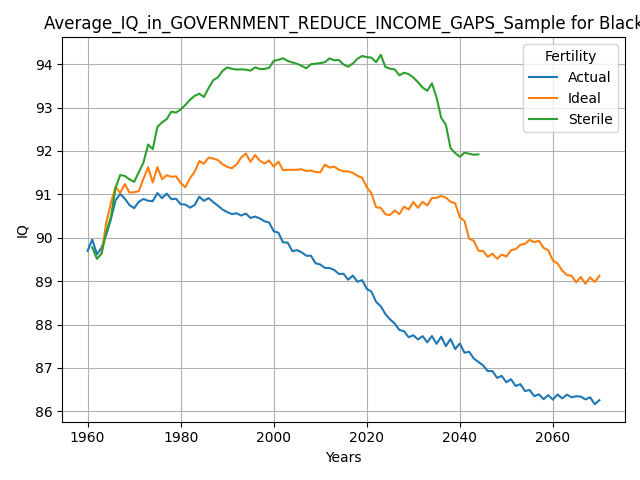 Average_IQ_in_GOVERNMENT_REDUCE_INCOME_GAPS_Sample for Black
Fertility
Actual
Ideal
Sterile
94
93
92
91
90
89
88
87
86
IQ
1960
1980
2000
2020
2040
2060
Years